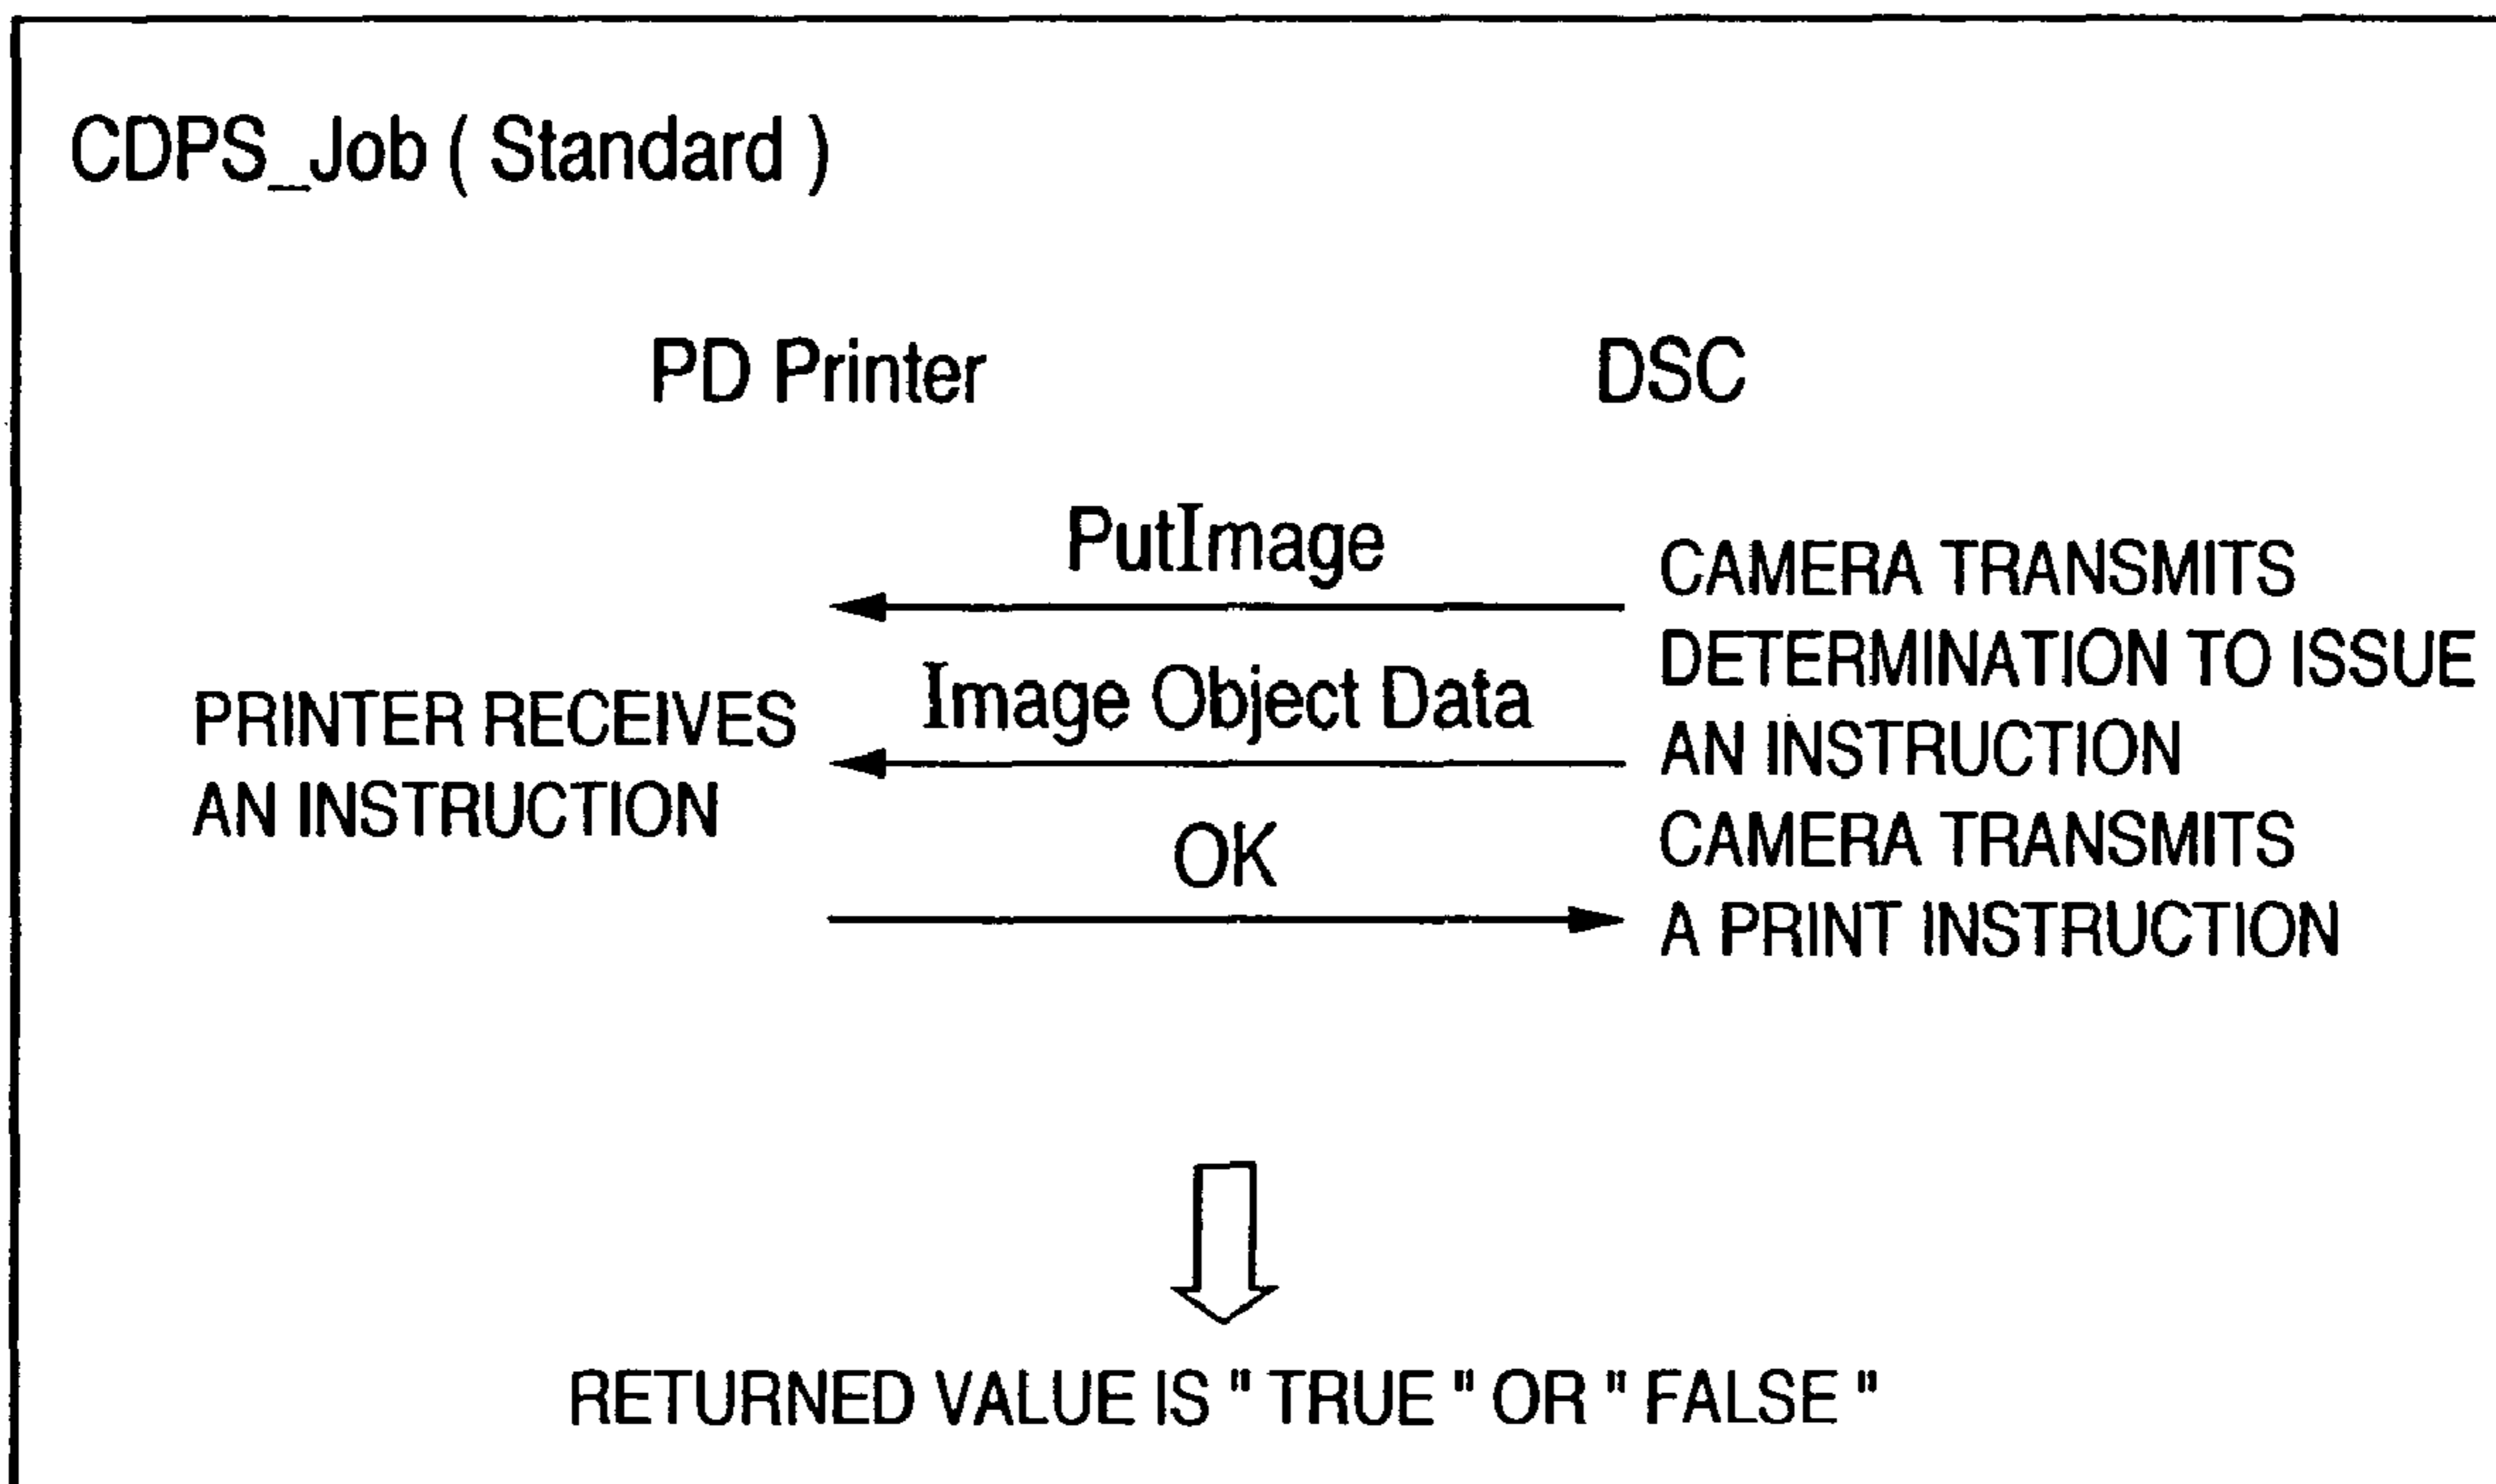 CDPS_Job ( Standard )
PD Printer
DSC
PutImage
Image Object Data
OK
PRINTER RECEIVES
AN INSTRUCTION
CAMERA TRANSMITS
DETERMINATION TO ISSUE
AN INSTRUCTION
CAMERA TRANSMITS
A PRINT INSTRUCTION
RETURNED VALUE IS " TRUE " OR " FALSE "